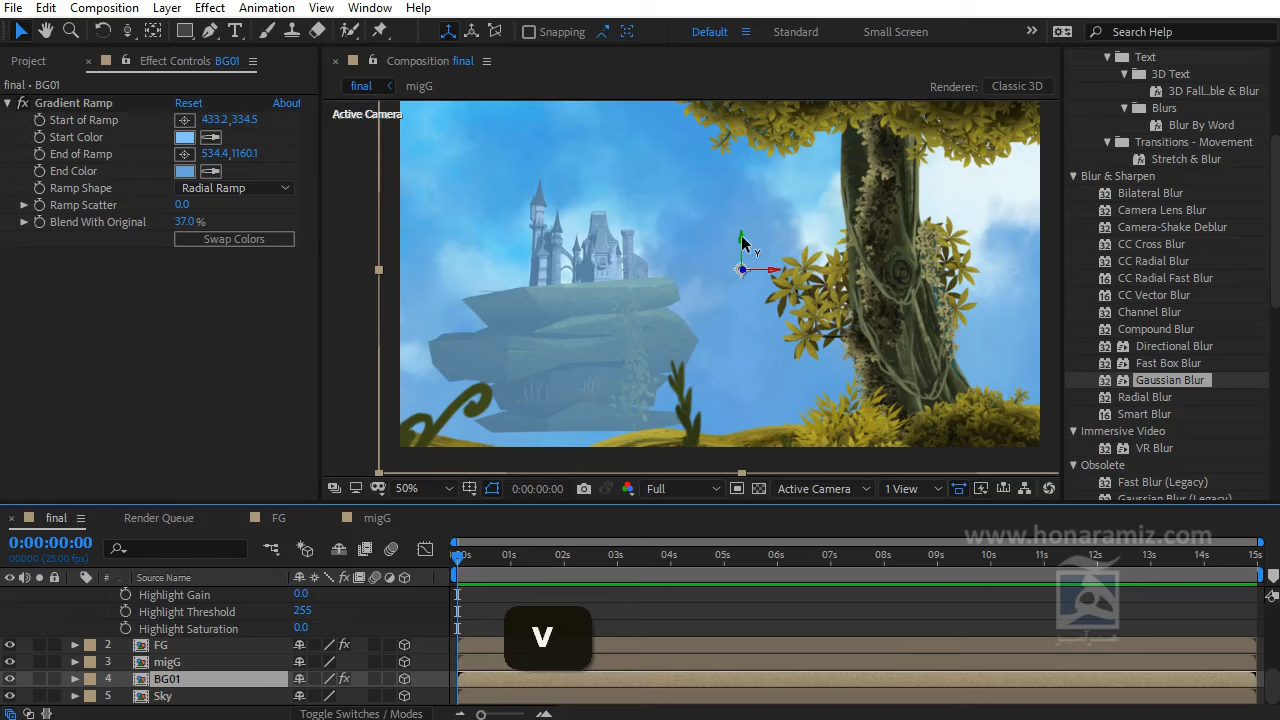 File Edit Composition Layer Effect Animation View Window Help
Snapping
Default Standard Small Screen
Search Help
Project
Effect Controls BG01
final • BG01
fx Gradient Ramp Reset About
Start of Ramp 433.2,334.5
Start Color
End of Ramp 534.4,1160.1
End Color
Ramp Shape Radial Ramp
Ramp Scatter 0.0
Blend With Original 37.0 %
Swap Colors
Composition final
final migG
Renderer: Classic 3D
Active Camera
Y
50% 0:00:00:00 Full Active Camera 1 View
Text
3D Text
3D Fall..ble & Blur
Blurs
Blur By Word
Transitions - Movement
Stretch & Blur
Blur & Sharpen
Bilateral Blur
Camera Lens Blur
Camera-Shake Deblur
CC Cross Blur
CC Radial Blur
CC Radial Fast Blur
CC Vector Blur
Channel Blur
Compound Blur
Directional Blur
Fast Box Blur
Gaussian Blur
Radial Blur
Smart Blur
Immersive Video
VR Blur
Obsolete
Fast Blur (Legacy)
Gaussian Blur (Legacy)
final Render Queue FG migG
0:00:00:00
00000 (25.00 fps)
www.honaramiz.com
هنرآمیز
:00s 01s 02s 03s 04s 05s 06s 07s 08s 09s 10s 11s 12s 13s 14s 15s
# Source Name
Highlight Gain 0.0
Highlight Threshold 255
Highlight Saturation 0.0
2 FG
3 migG
4 BG01
5 Sky
Toggle Switches / Modes
V